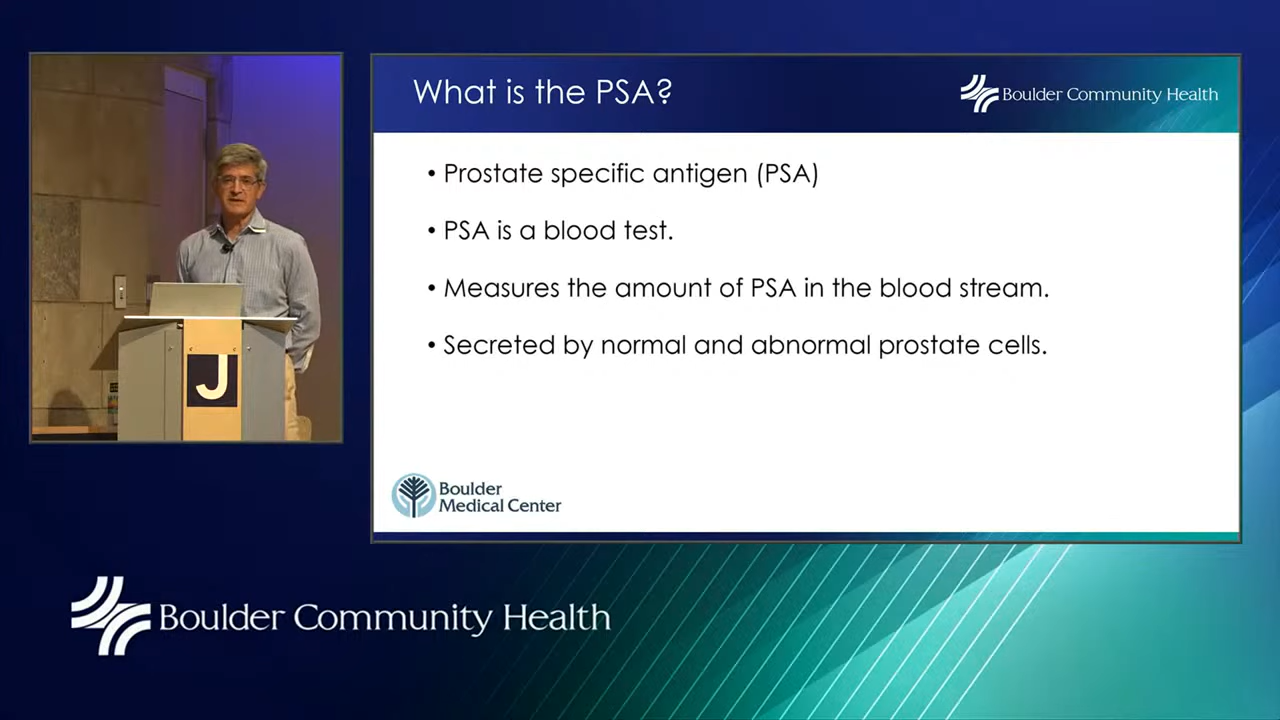 What is the PSA?
Boulder Community Health
• Prostate specific antigen (PSA)
• PSA is a blood test.
• Measures the amount of PSA in the blood stream.
• Secreted by normal and abnormal prostate cells.
J
Boulder
Medical Center
Boulder Community Health